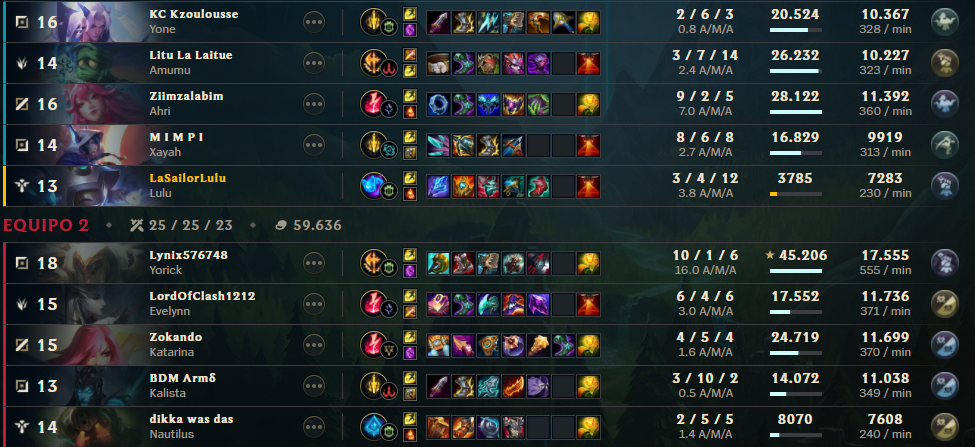 16 KC Kzoulousse 2 / 6 / 3 20.524 10.367
Yone 0.8 A/M/A 328 / min
14 Litu La Laitue 3 / 7 / 14 26.232 10.227
Amumu 2.4 A/M/A 323 / min
16 Ziimzalabim 9 / 2 / 5 28.122 11.392
Ahri 7.0 A/M/A 360 / min
14 M I M P I 8 / 6 / 8 16.829 9919
Xayah 2.7 A/M/A 313 / min
13 LaSailorLulu 3 / 4 / 12 3785 7283
Lulu 3.8 A/M/A 230 / min
EQUIPO 2 25 / 25 / 23 59.636
18 Lynix576748 10 / 1 / 6 45.206 17.555
Yorick 16.0 A/M/A 555 / min
15 LordOfClash1212 6 / 4 / 6 17.552 11.736
Evelynn 3.0 A/M/A 371 / min
15 Zokando 4 / 5 / 4 24.719 11.699
Katarina 1.6 A/M/A 370 / min
13 BDM Armδ 3 / 10 / 2 14.072 11.038
Kalista 0.5 A/M/A 349 / min
14 dikka was das 2 / 5 / 5 8070 7608
Nautilus 1.4 A/M/A 240 / min